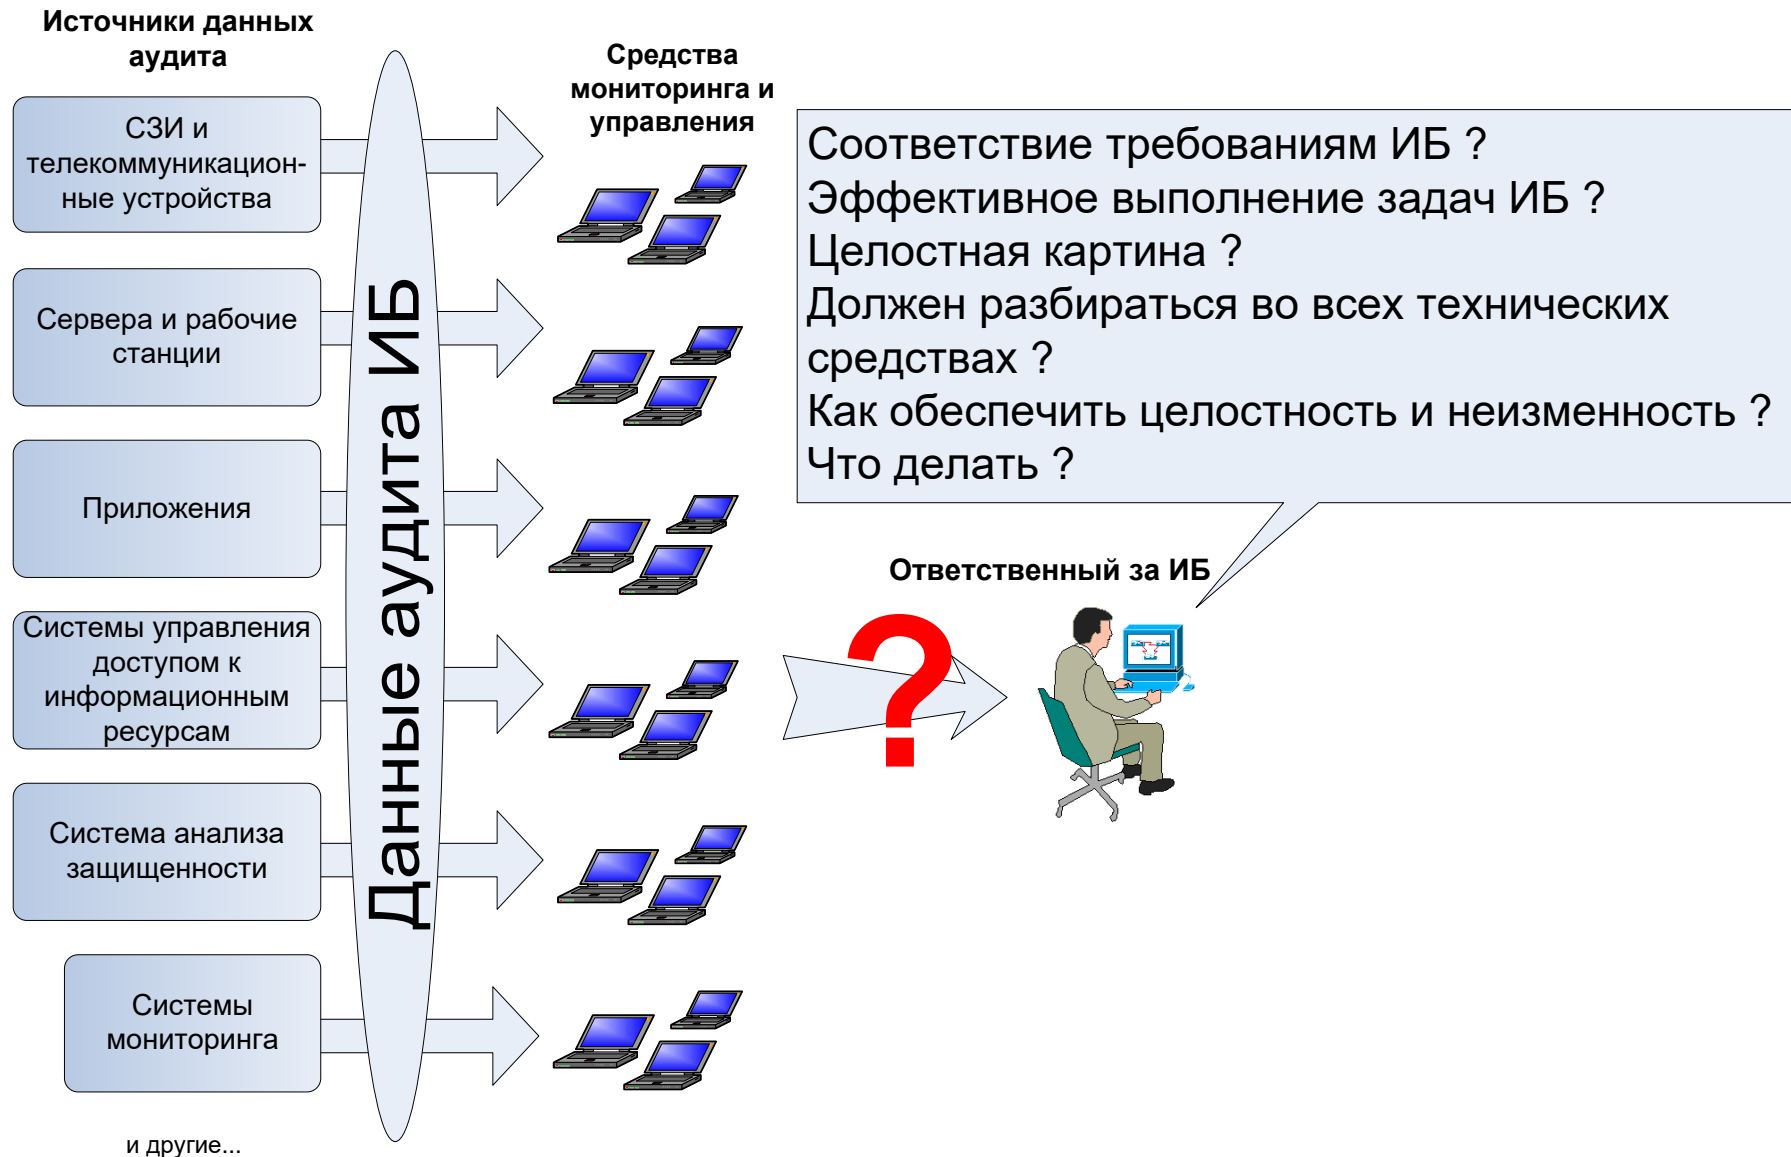 Источники данных
аудита
СЗИ и
телекоммуникацион-
ные устройства
Сервера и рабочие
станции
Приложения
Системы управления
доступом к
информационным
ресурсам
Система анализа
защищенности
Системы
мониторинга
и другие...
Данные аудита ИБ
Средства
мониторинга и
управления
Соответствие требованиям ИБ ?
Эффективное выполнение задач ИБ ?
Целостная картина ?
Должен разбираться во всех технических
средствах ?
Как обеспечить целостность и неизменность ?
Что делать ?
Ответственный за ИБ
?